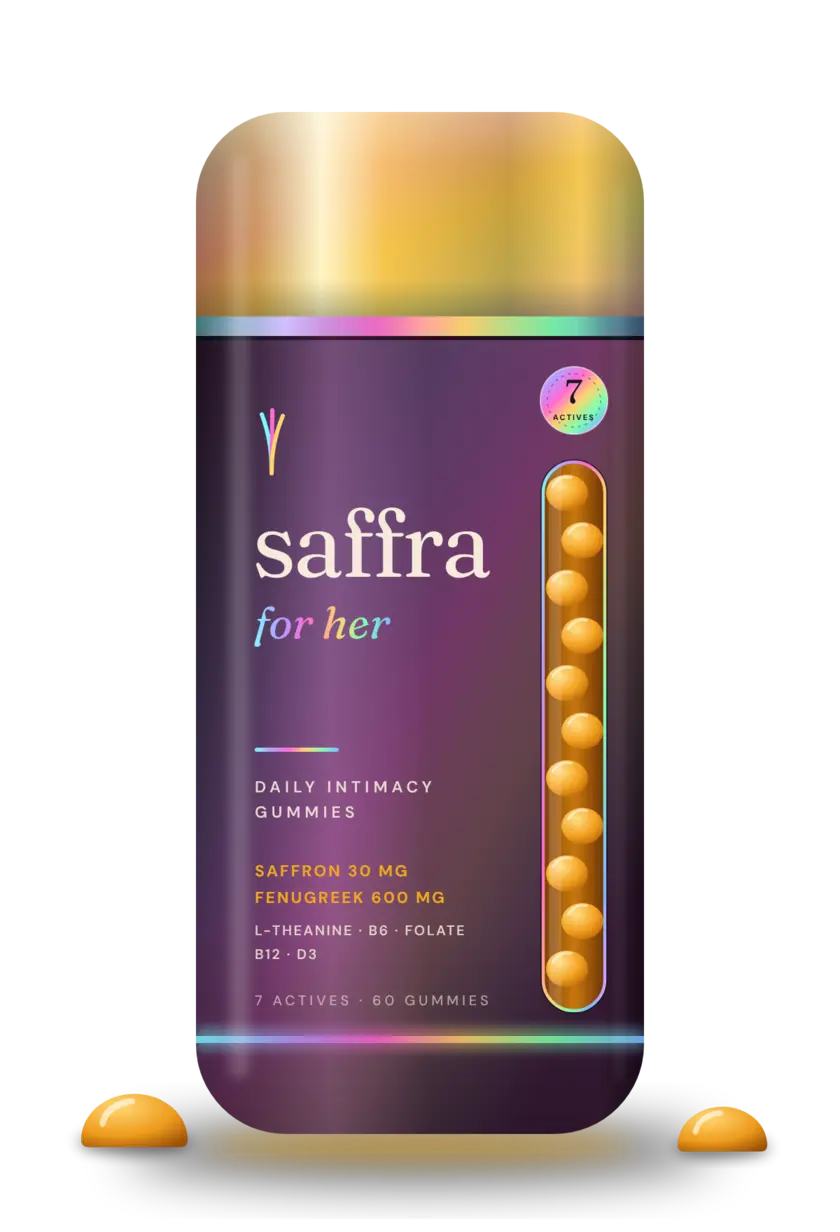 7
ACTIVES
saffra
for her
DAILY INTIMACY
GUMMIES
SAFFRON 30 MG
FENUGREEK 600 MG
L-THEANINE · B6 · FOLATE
B12 · D3
7 ACTIVES · 60 GUMMIES